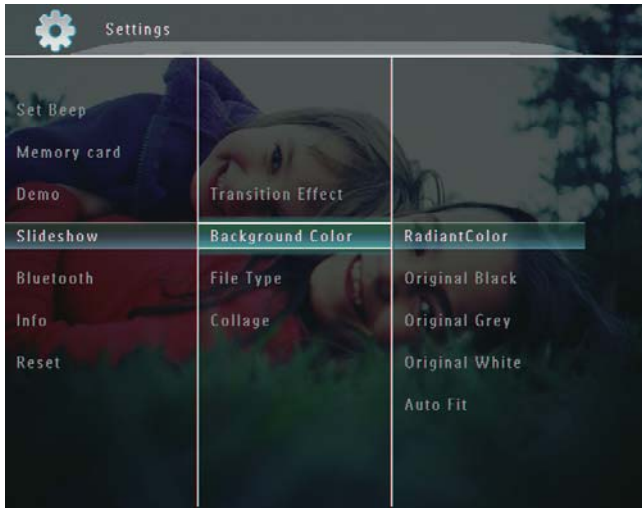 Settings
Set Beep
Memory card
Demo
Slideshow
Bluetooth
Info
Reset
Transition Effect
Background Color
File Type
Collage
RadiantColor
Original Black
Original Grey
Original White
Auto Fit